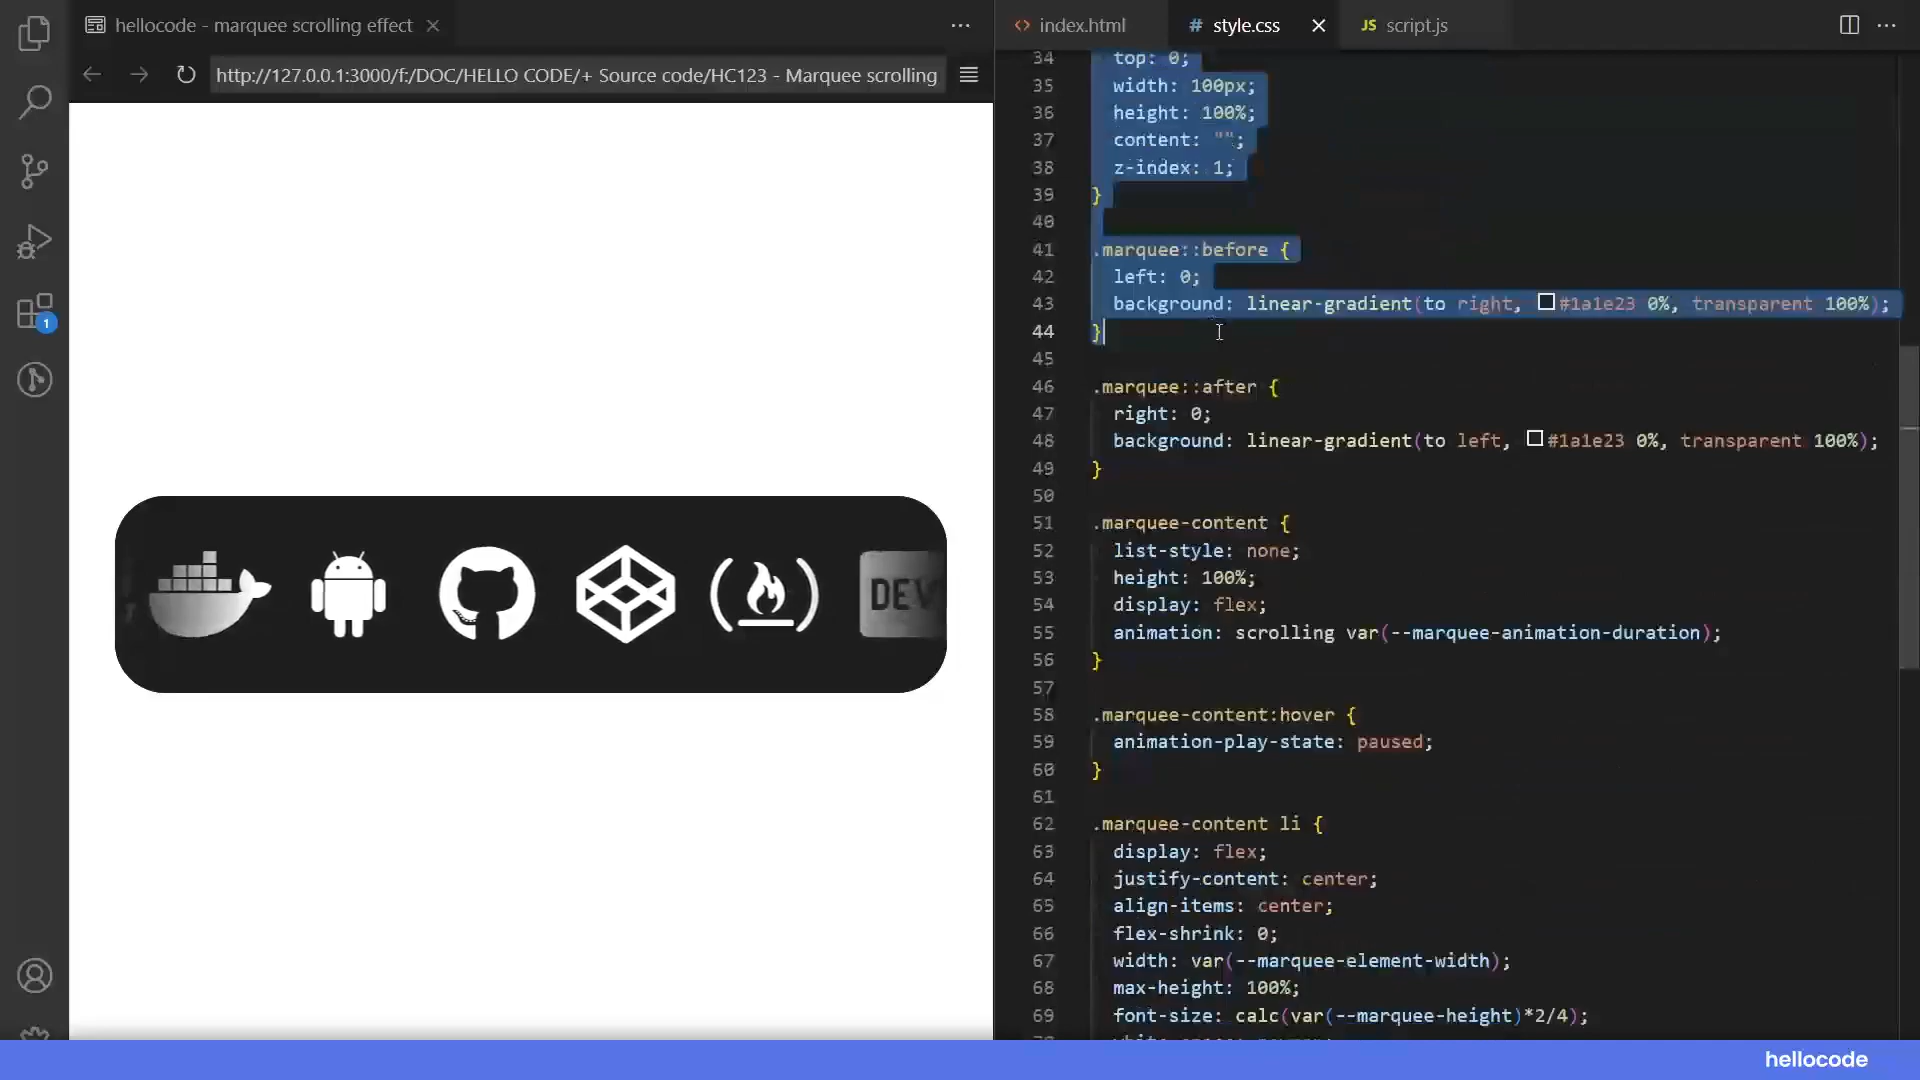 hellocode - marquee scrolling effect
http://127.0.0.1:3000/f:/DOC/HELLO CODE/+ Source code/HC123 - Marquee scrolling
DEV
1
<> index.html
# style.css
JS script.js
34 top: 0;
35 width: 100px;
36 height: 100%;
37 content: "";
38 z-index: 1;
39 }
40
41 .marquee::before {
42 left: 0;
43 background: linear-gradient(to right, #1a1e23 0%, transparent 100%);
44 }
45
46 .marquee::after {
47 right: 0;
48 background: linear-gradient(to left, #1a1e23 0%, transparent 100%);
49 }
50
51 .marquee-content {
52 list-style: none;
53 height: 100%;
54 display: flex;
55 animation: scrolling var(--marquee-animation-duration);
56 }
57
58 .marquee-content:hover {
59 animation-play-state: paused;
60 }
61
62 .marquee-content li {
63 display: flex;
64 justify-content: center;
65 align-items: center;
66 flex-shrink: 0;
67 width: var(--marquee-element-width);
68 max-height: 100%;
69 font-size: calc(var(--marquee-height)*2/4);
hellocode